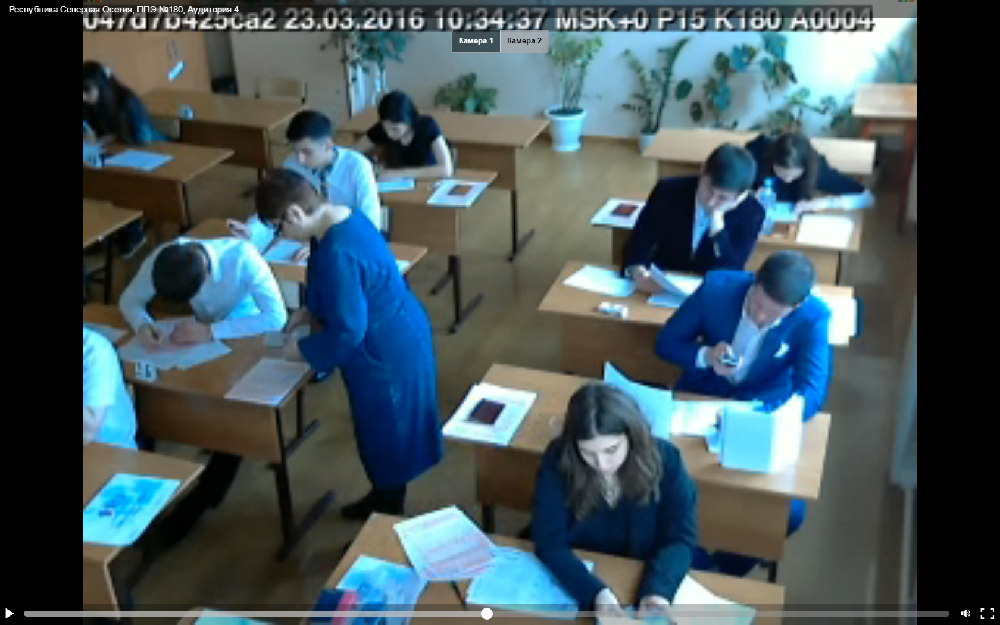 Республика Северная Осетия, ППЭ №180, Аудитория 4
047d7b425ca2 23.03.2016 10:34:37 MSK+0 P15 K180 A0004
Камера 1 Камера 2